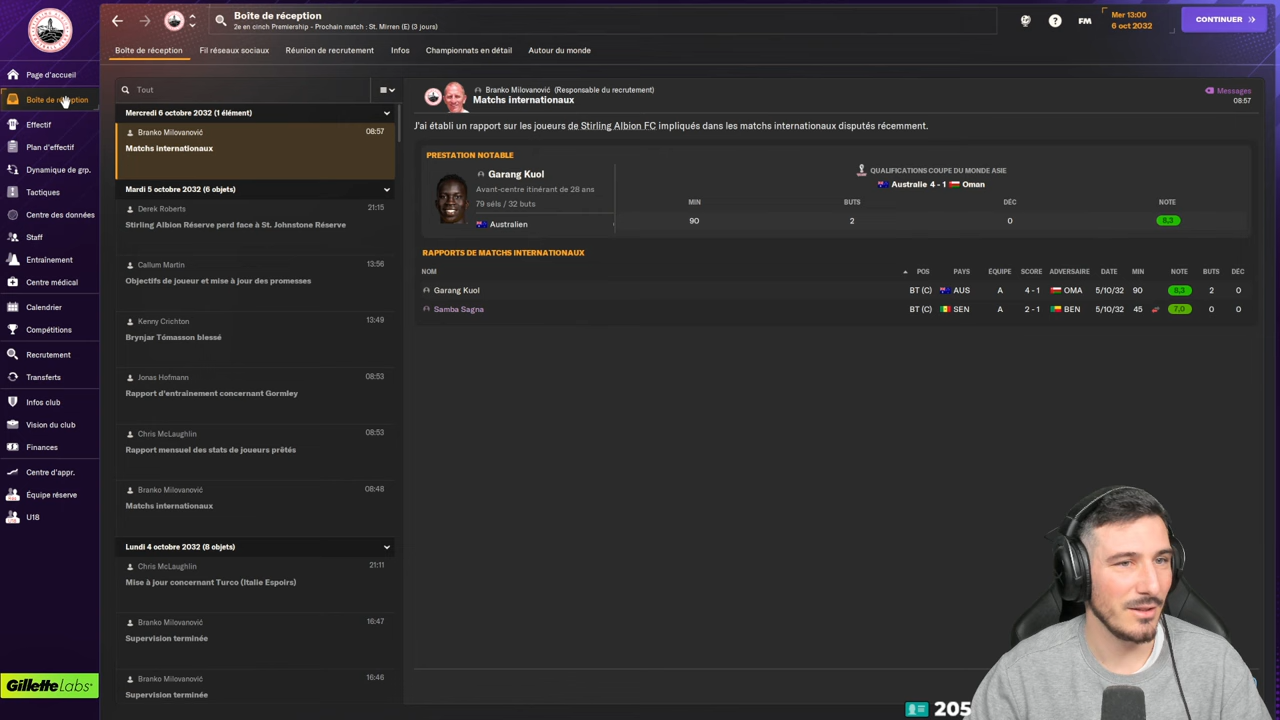 Boîte de réception
2e en cinch Premiership - Prochain match : St. Mirren (E) (3 jours)
FM
Mer 13:00
6 oct 2032
CONTINUER
Page d'accueil
Boîte de réception
Effectif
Plan d'effectif
Dynamique de grp.
Tactiques
Centre des données
Staff
Entraînement
Centre médical
Calendrier
Compétitions
Recrutement
Transferts
Infos club
Vision du club
Finances
Centre d'appr.
Équipe réserve
U18
Gillette Labs
Boîte de réception
Fil réseaux sociaux
Réunion de recrutement
Infos
Championnats en détail
Autour du monde
Tout
Mercredi 6 octobre 2032 (1 élément)
Branko Milovanović 08:57
Matchs internationaux
Mardi 5 octobre 2032 (6 objets)
Derek Roberts 21:15
Stirling Albion Réserve perd face à St. Johnstone Réserve
Callum Martin 13:56
Objectifs de joueur et mise à jour des promesses
Kenny Crichton 13:49
Brynjar Tómasson blessé
Jonas Hofmann 08:53
Rapport d'entrainement concernant Gormley
Chris McLaughlin 08:53
Rapport mensuel des stats de joueurs prêtés
Branko Milovanović 08:48
Matchs internationaux
Lundi 4 octobre 2032 (8 objets)
Chris McLaughlin 21:11
Mise à jour concernant Turco (Italie Espoirs)
Branko Milovanović 16:47
Supervision terminée
Branko Milovanović 16:46
Supervision terminée
Branko Milovanović (Responsable du recrutement)
Matchs internationaux
Messages
08:57
J'ai établi un rapport sur les joueurs de Stirling Albion FC impliqués dans les matchs internationaux disputés récemment.
PRESTATION NOTABLE
Garang Kuol
Avant-centre itinérant de 28 ans
79 séls / 32 buts
Australien
QUALIFICATIONS COUPE DU MONDE ASIE
Australie 4 - 1 Oman
MIN BUTS DÉC NOTE
90 2 0 8,3
RAPPORTS DE MATCHS INTERNATIONAUX
NOM POS PAYS ÉQUIPE SCORE ADVERSAIRE DATE MIN NOTE BUTS DÉC
Garang Kuol BT (C) AUS A 4 - 1 OMA 5/10/32 90 8,3 2 0
Samba Sagna BT (C) SEN A 2 - 1 BEN 5/10/32 45 7,0 0 0
205